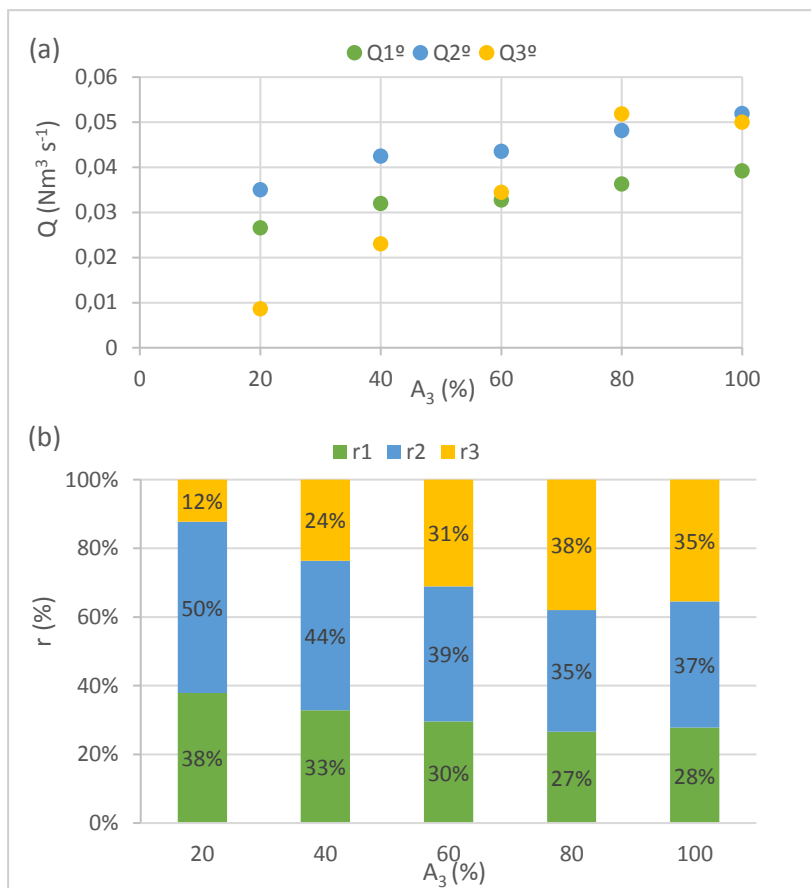 (a)
Q1º Q2º Q3º
0,06
0,05
0,04
0,03
0,02
0,01
0
Q (Nm³ s⁻¹)
0 20 40 60 80 100
A₃ (%)
(b)
r1 r2 r3
100%
80%
60%
40%
20%
0%
r (%)
12% 24% 31% 38% 35%
50% 44% 39% 35% 37%
38% 33% 30% 27% 28%
20 40 60 80 100
A₃ (%)